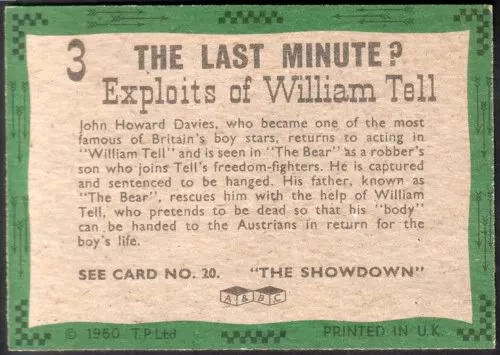 3 THE LAST MINUTE?
Exploits of William Tell
John Howard Davies, who became one of the most
famous of Britain's boy stars, returns to acting in
"William Tell" and is seen in "The Bear" as a robber's
son who joins Tell's freedom-fighters. He is captured
and sentenced to be hanged. His father, known as
"The Bear", rescues him with the help of William
Tell, who pretends to be dead so that his "body"
can be handed to the Austrians in return for the
boy's life.
SEE CARD NO. 20. "THE SHOWDOWN"
A & B C
© 1960 T.P. Ltd PRINTED IN U.K.